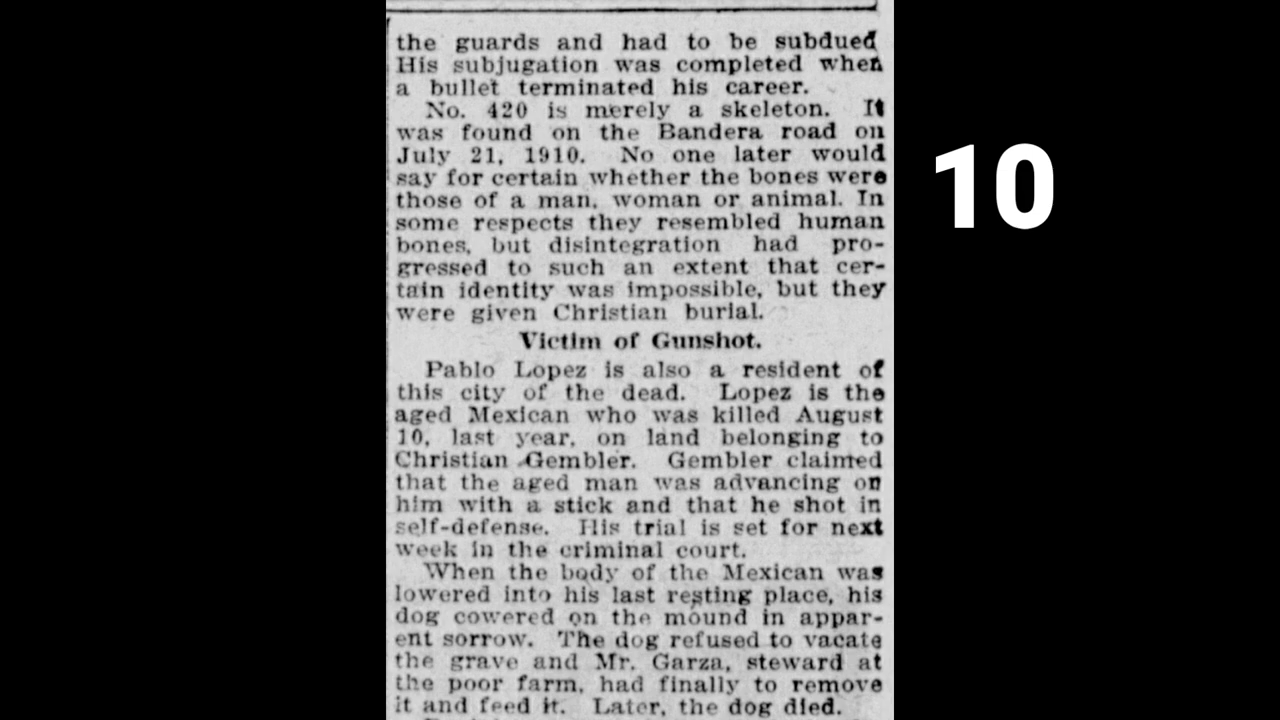 the guards and had to be subdued
His subjugation was completed when
a bullet terminated his career.
No. 420 is merely a skeleton. It
was found on the Bandera road on
July 21, 1910. No one later would
say for certain whether the bones were
those of a man, woman or animal. In
some respects they resembled human
bones, but disintegration had pro-
gressed to such an extent that cer-
tain identity was impossible, but they
were given Christian burial.
Victim of Gunshot.
Pablo Lopez is also a resident of
this city of the dead. Lopez is the
aged Mexican who was killed August
10, last year, on land belonging to
Christian Gembler. Gembler claimed
that the aged man was advancing on
him with a stick and that he shot in
self-defense. His trial is set for next
week in the criminal court.
When the body of the Mexican was
lowered into his last resting place, his
dog cowered on the mound in appar-
ent sorrow. The dog refused to vacate
the grave and Mr. Garza, steward at
the poor farm, had finally to remove
it and feed it. Later, the dog died.
10